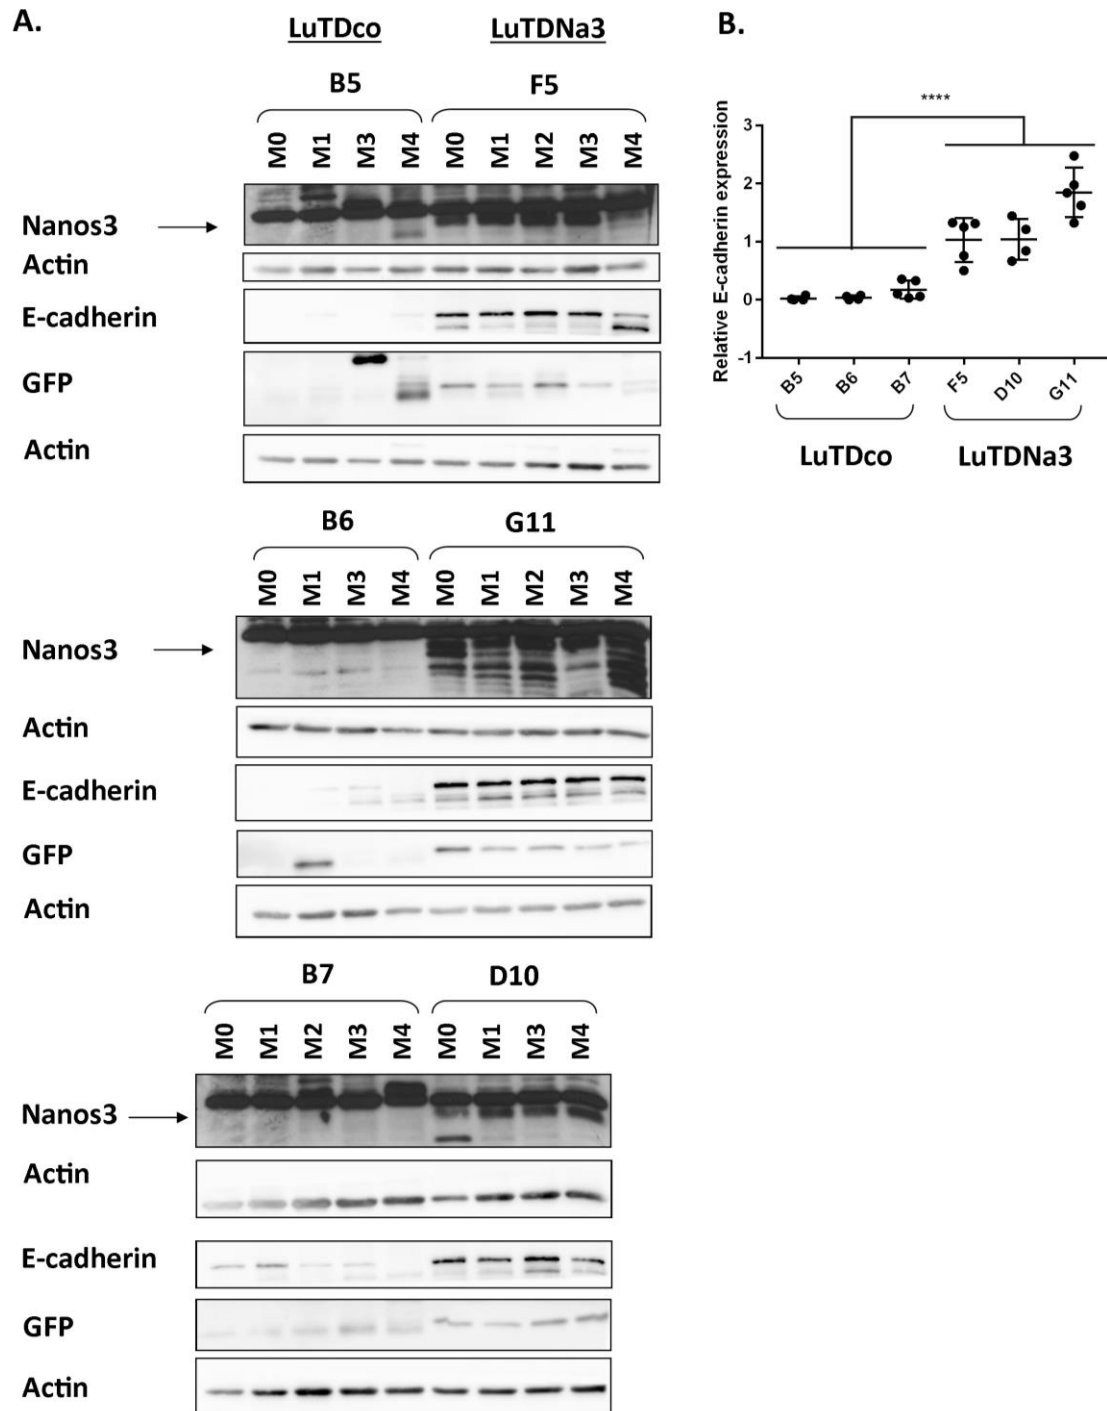 A.
LuTDco LuTDNa3
B5 F5
M0 M1 M3 M4 M0 M1 M2 M3 M4
Nanos3
Actin
E-cadherin
GFP
Actin
B6 G11
M0 M1 M3 M4 M0 M1 M2 M3 M4
Nanos3
Actin
E-cadherin
GFP
Actin
B7 D10
M0 M1 M2 M3 M4 M0 M1 M3 M4
Nanos3
Actin
E-cadherin
GFP
Actin
B.
****
Relative E-cadherin expression
3
2
1
0
-1
B5 B6 B7 F5 D10 G11
LuTDco LuTDNa3